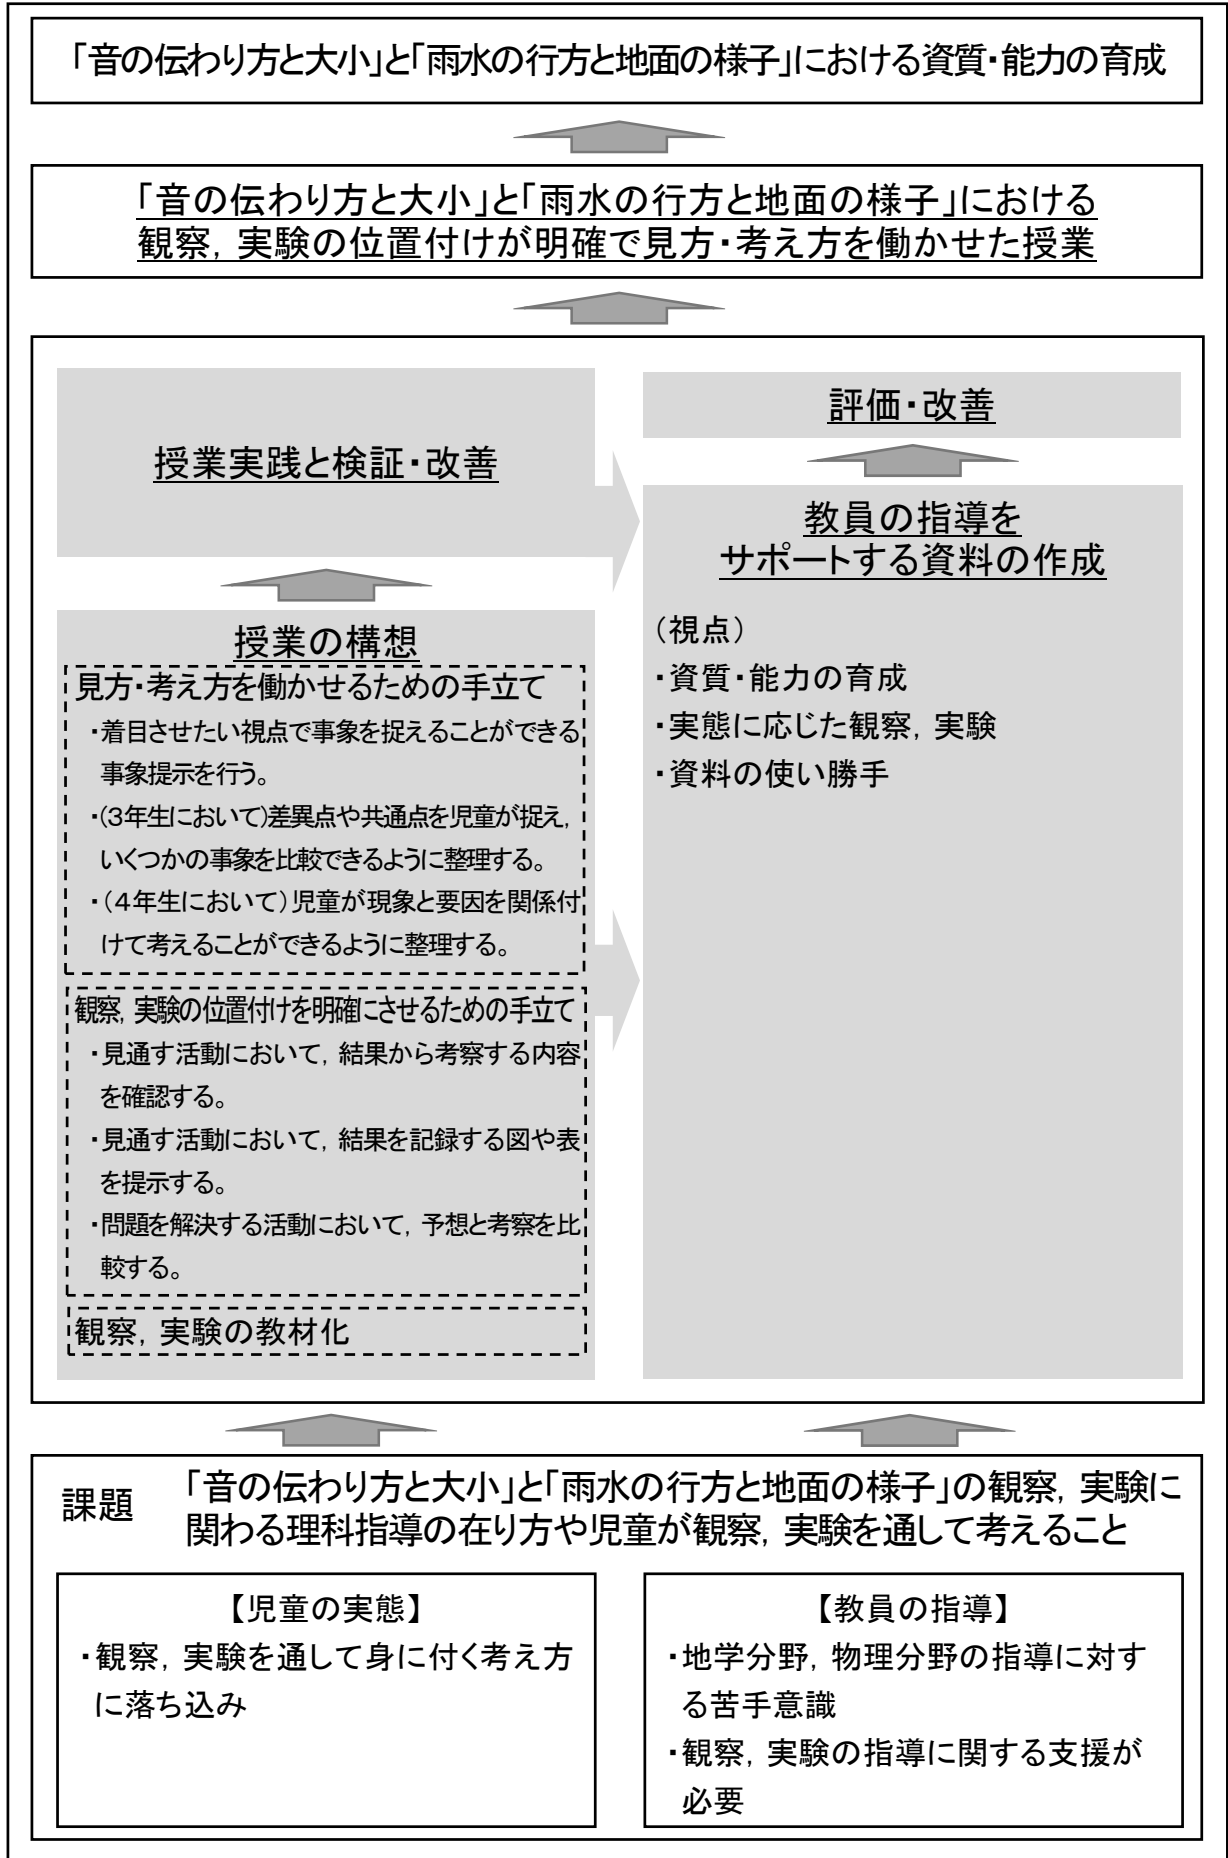 「音の伝わり方と大小」と「雨水の行方と地面の様子」における資質・能力の育成
「音の伝わり方と大小」と「雨水の行方と地面の様子」における
観察，実験の位置付けが明確で見方・考え方を働かせた授業
授業実践と検証・改善
評価・改善
教員の指導を
サポートする資料の作成
（視点）
・資質・能力の育成
・実態に応じた観察，実験
・資料の使い勝手
授業の構想
見方・考え方を働かせるための手立て
・着目させたい視点で事象を捉えることができる
事象提示を行う。
・（３年生において）差異点や共通点を児童が捉え，
いくつかの事象を比較できるように整理する。
・（４年生において）児童が現象と要因を関係付
けて考えることができるように整理する。
観察，実験の位置付けを明確にさせるための手立て
・見通す活動において，結果から考察する内容
を確認する。
・見通す活動において，結果を記録する図や表
を提示する。
・問題を解決する活動において，予想と考察を比
較する。
観察，実験の教材化
課題
「音の伝わり方と大小」と「雨水の行方と地面の様子」の観察，実験に
関わる理科指導の在り方や児童が観察，実験を通して考えること
【児童の実態】
・観察，実験を通して身に付く考え方
に落ち込み
【教員の指導】
・地学分野，物理分野の指導に対す
る苦手意識
・観察，実験の指導に関する支援が
必要